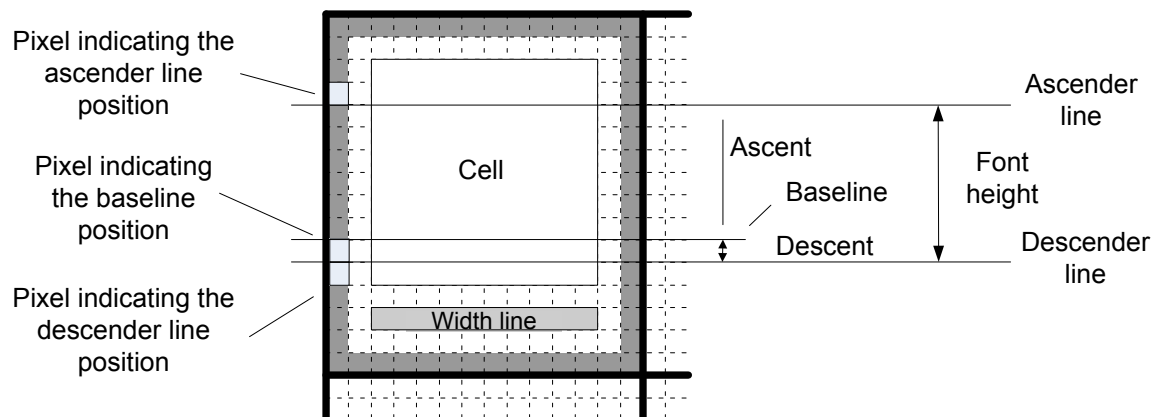 Pixel indicating the
ascender line
position
Pixel indicating
the baseline
position
Pixel indicating the
descender line
position
Cell
Width line
Ascent
Baseline
Descent
Ascender
line
Font
height
Descender
line